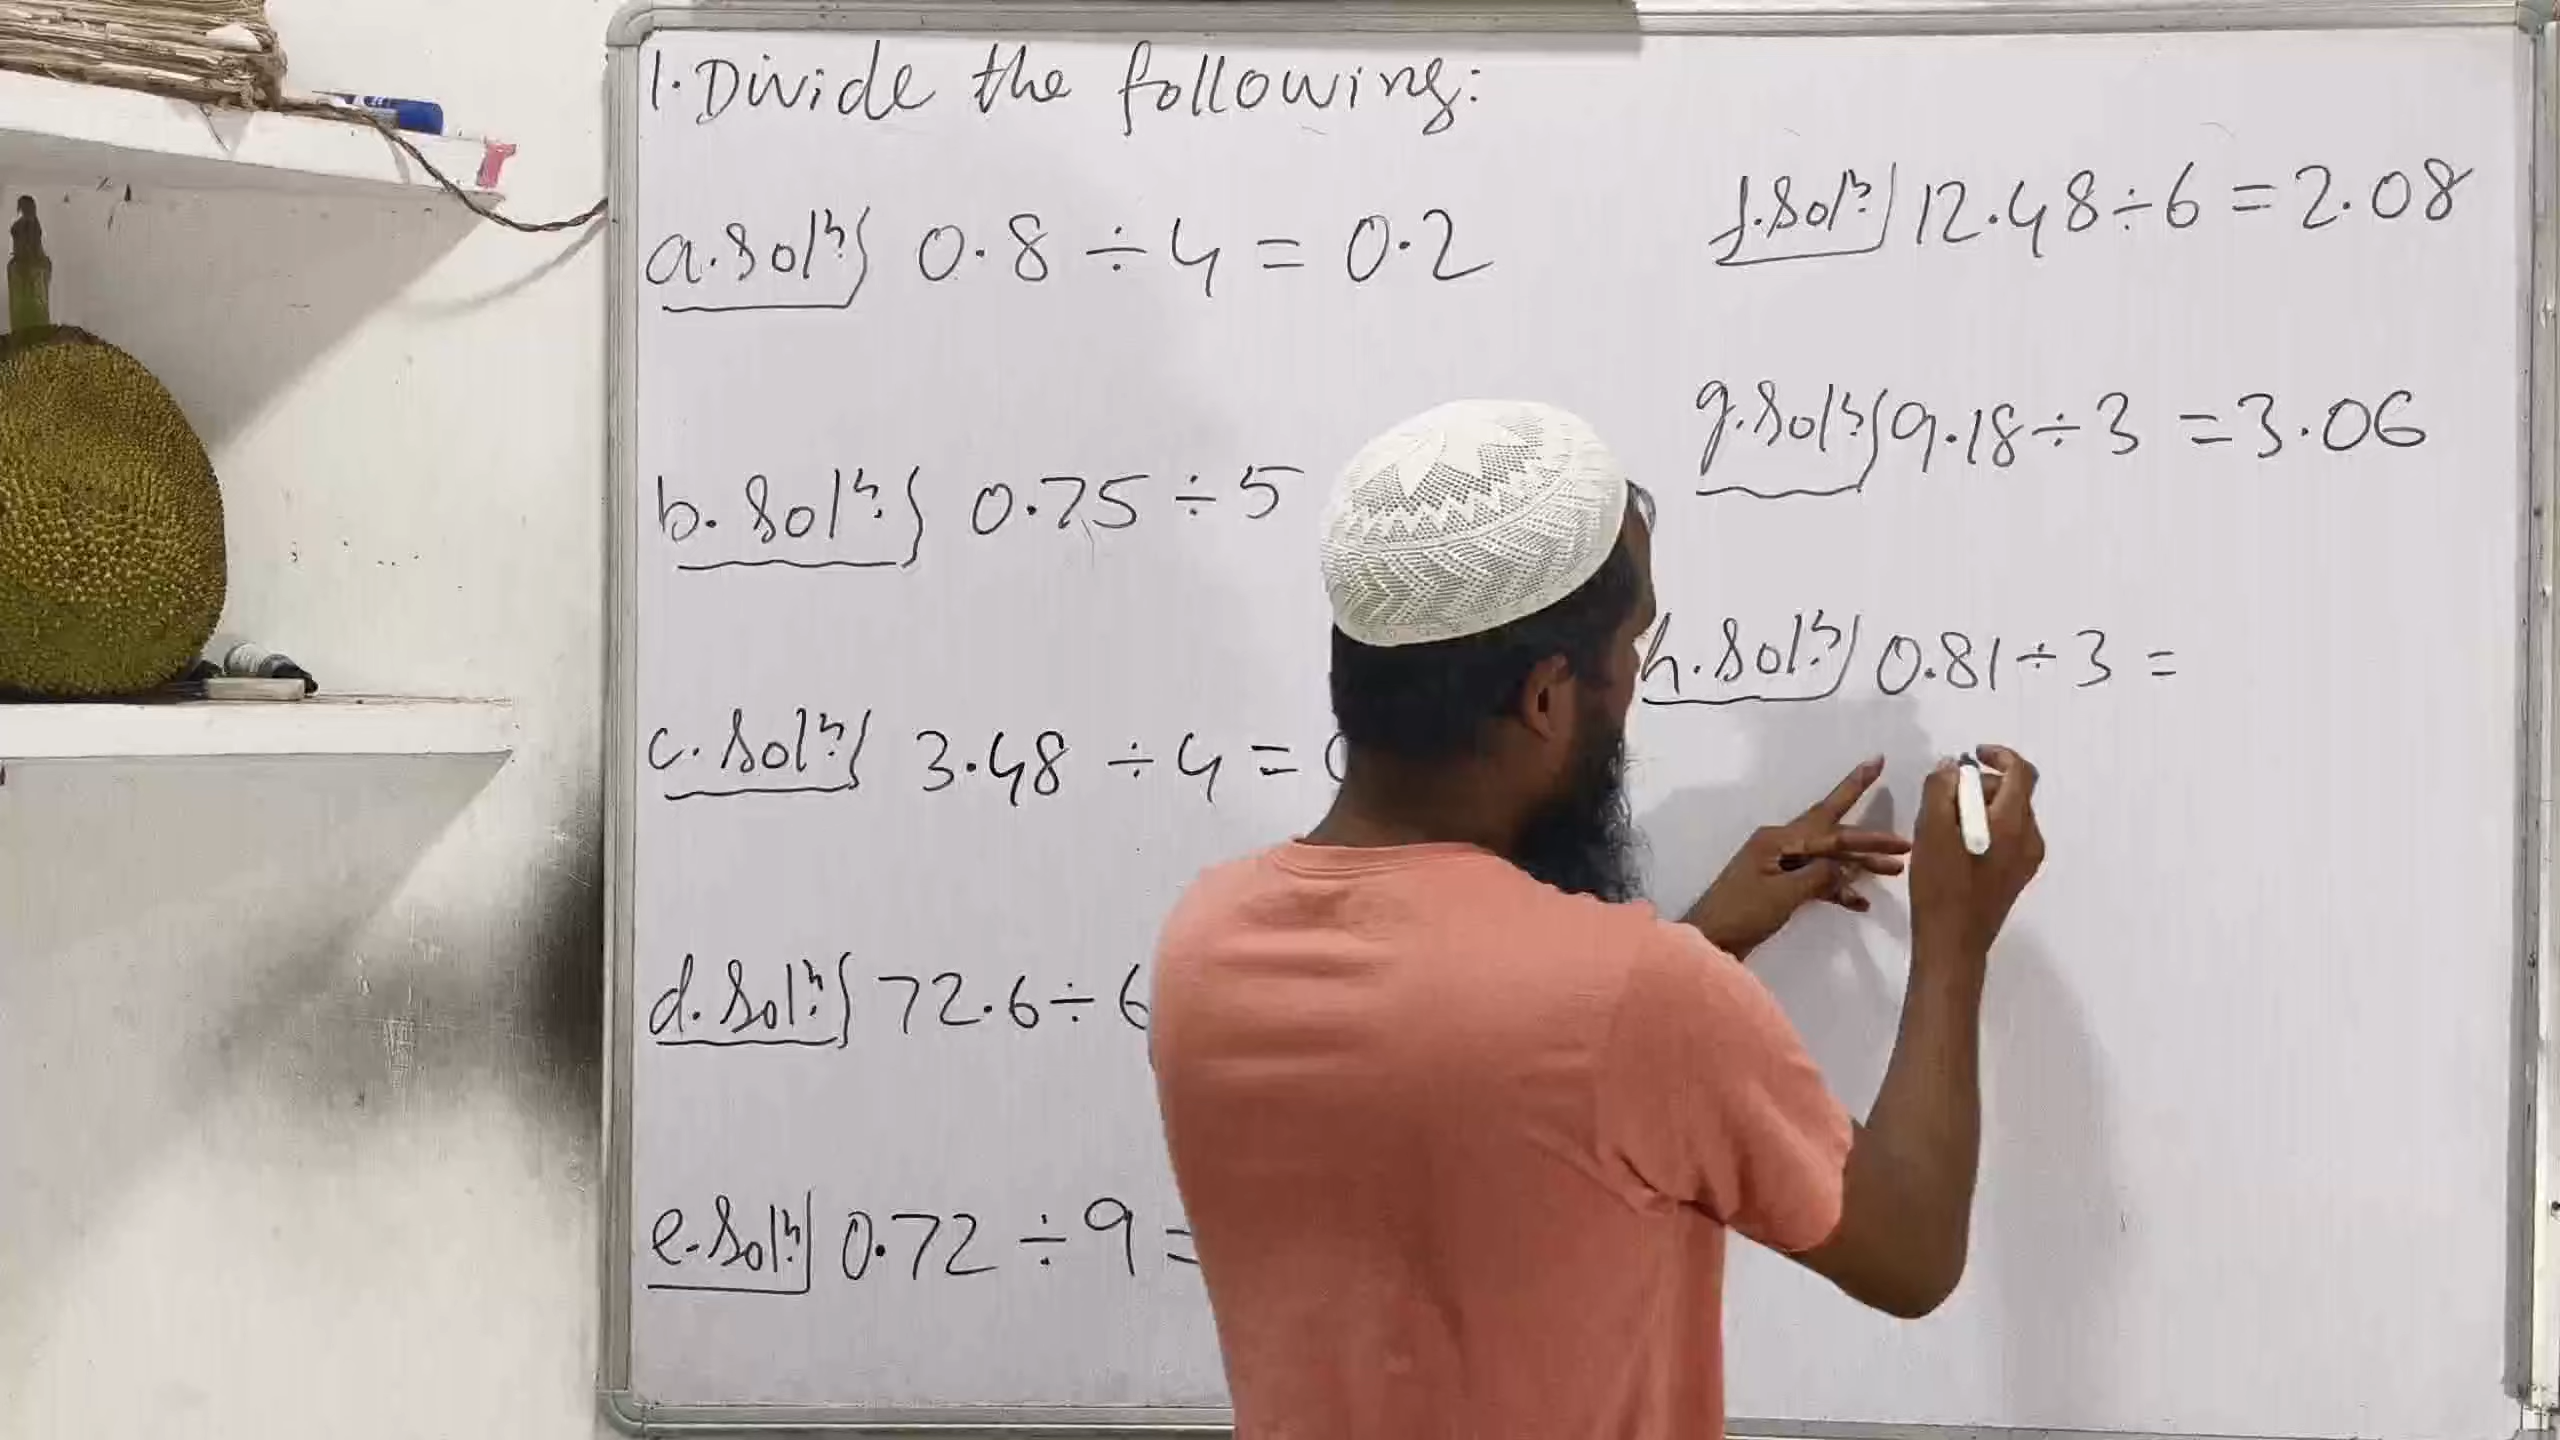 1. Divide the following:
a. Solⁿ. 0.8 ÷ 4 = 0.2
b. Solⁿ. 0.75 ÷ 5
c. Solⁿ. 3.48 ÷ 4 =
d. Solⁿ. 72.6 ÷ 6
e. Solⁿ. 0.72 ÷ 9 =
f. Solⁿ. 12.48 ÷ 6 = 2.08
g. Solⁿ. 9.18 ÷ 3 = 3.06
h. Solⁿ. 0.81 ÷ 3 =